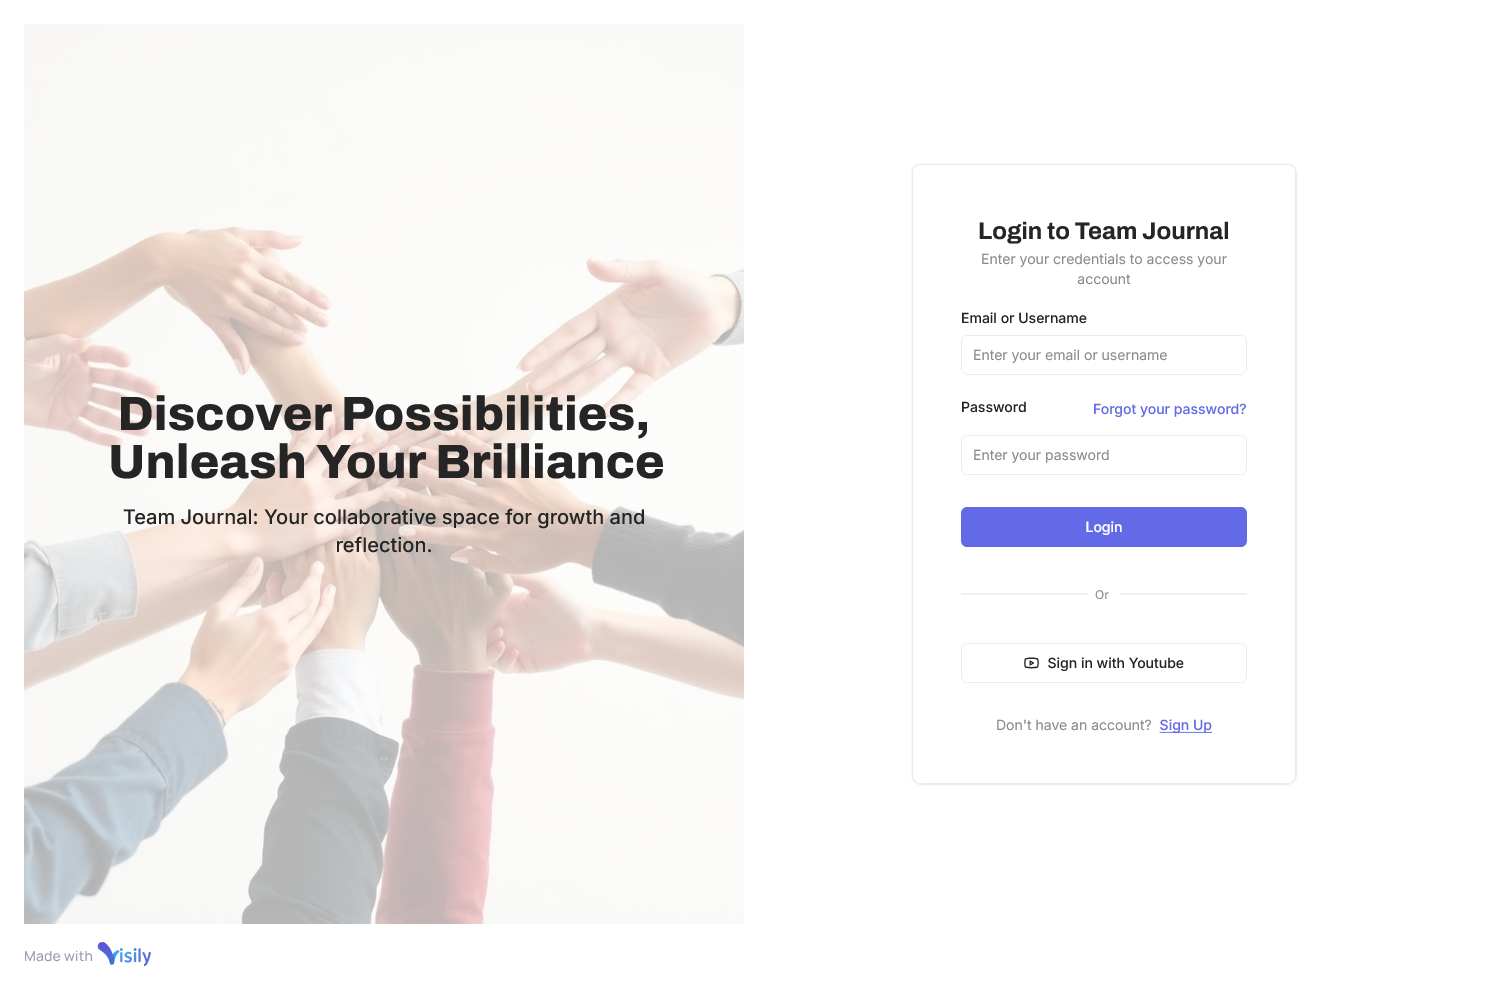 Discover Possibilities,
Unleash Your Brilliance
Team Journal: Your collaborative space for growth and
reflection.
Login to Team Journal
Enter your credentials to access your
account
Email or Username
Enter your email or username
Password
Forgot your password?
Enter your password
Login
Or
Sign in with Youtube
Don't have an account? Sign Up
Made with Visily